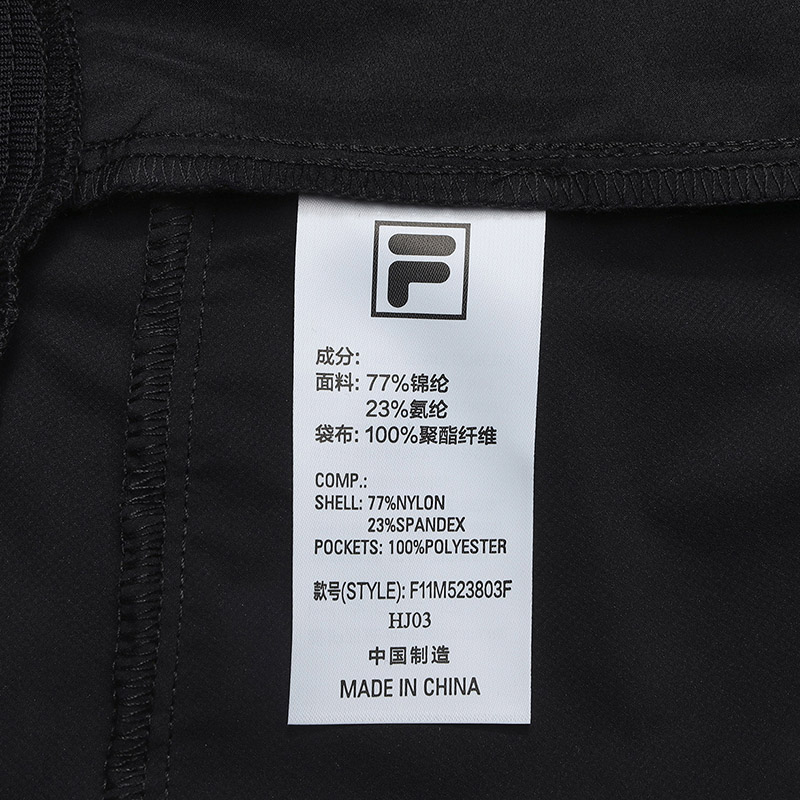 F
成分:
面料: 77%锦纶
23%氨纶
袋布: 100%聚酯纤维
COMP.:
SHELL: 77%NYLON
23%SPANDEX
POCKETS: 100%POLYESTER
款号(STYLE): F11M523803F
HJ03
中国制造
MADE IN CHINA